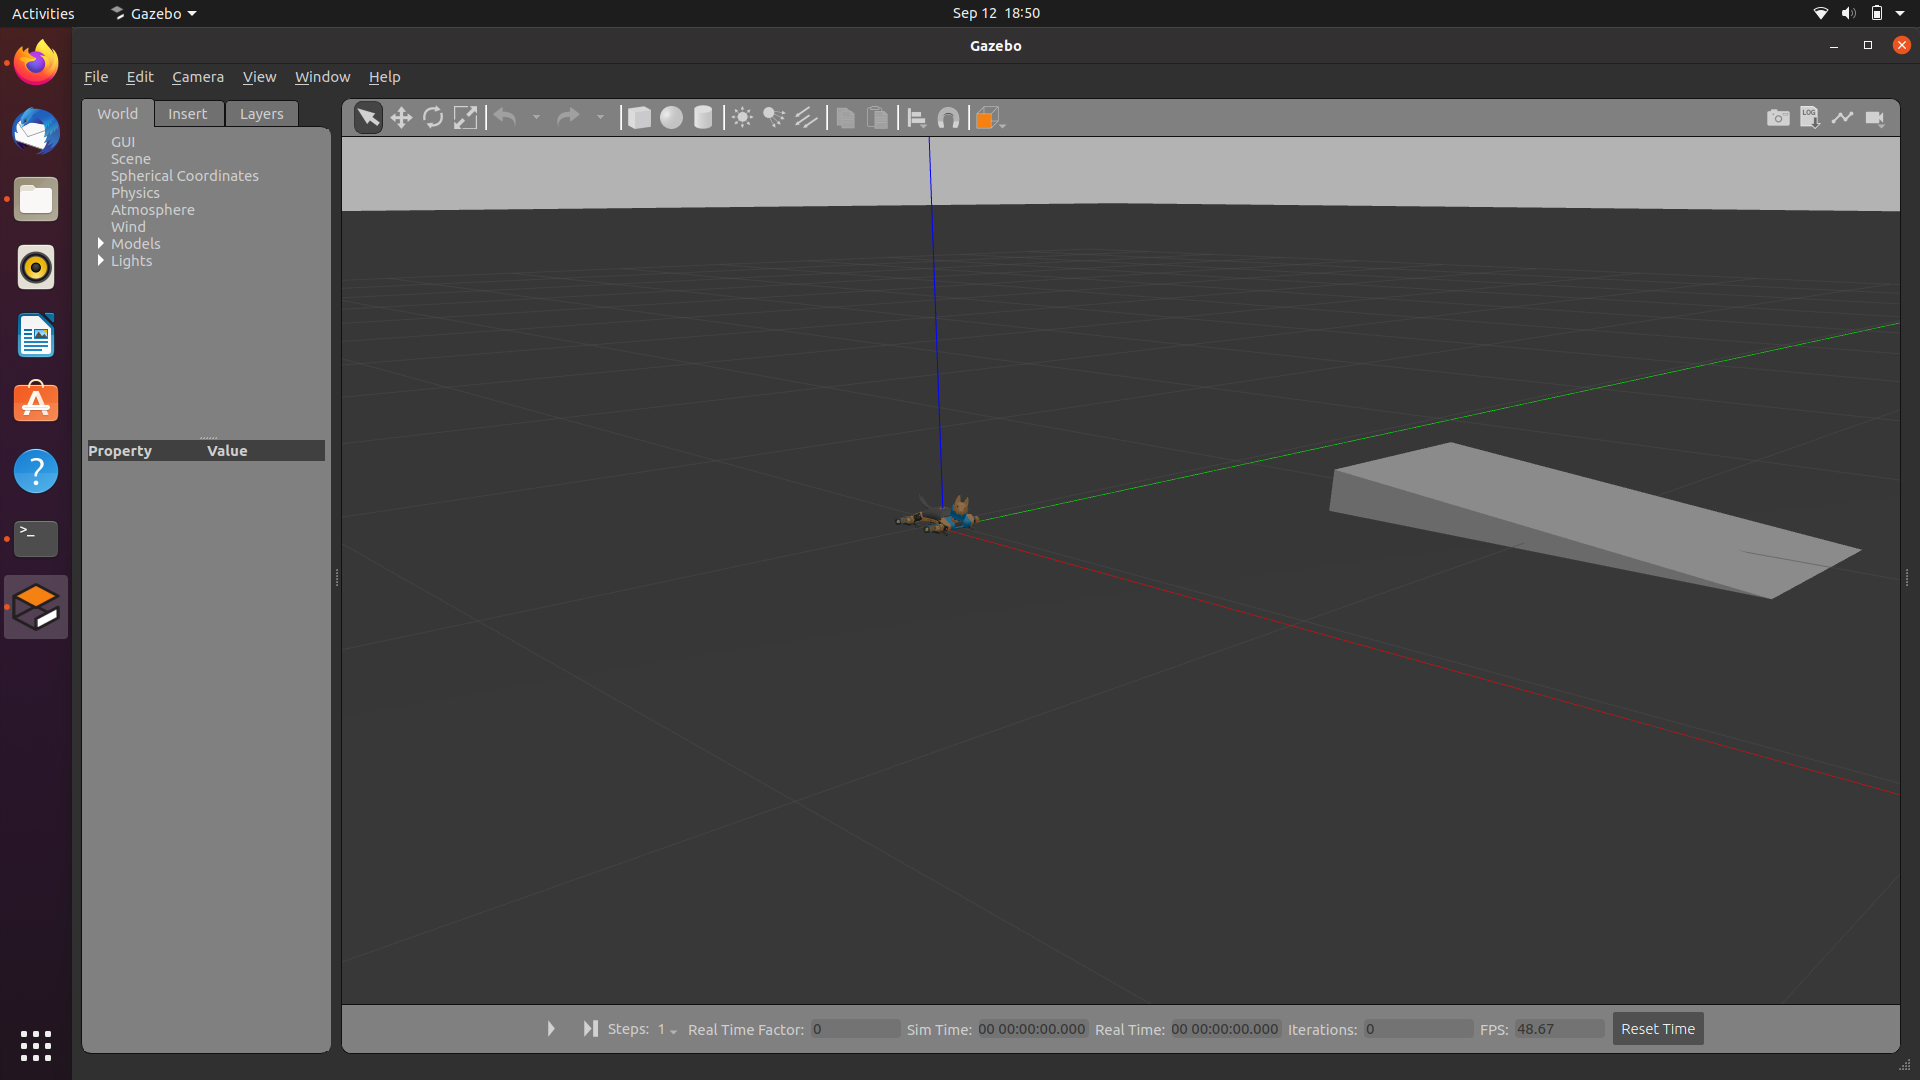 Activities Gazebo Sep 12 18:50
Gazebo
File Edit Camera View Window Help
World Insert Layers
LOG
GUI
Scene
Spherical Coordinates
Physics
Atmosphere
Wind
Models
Lights
Property Value
Steps: 1 Real Time Factor: 0 Sim Time: 00 00:00:00.000 Real Time: 00 00:00:00.000 Iterations: 0 FPS: 48.67 Reset Time